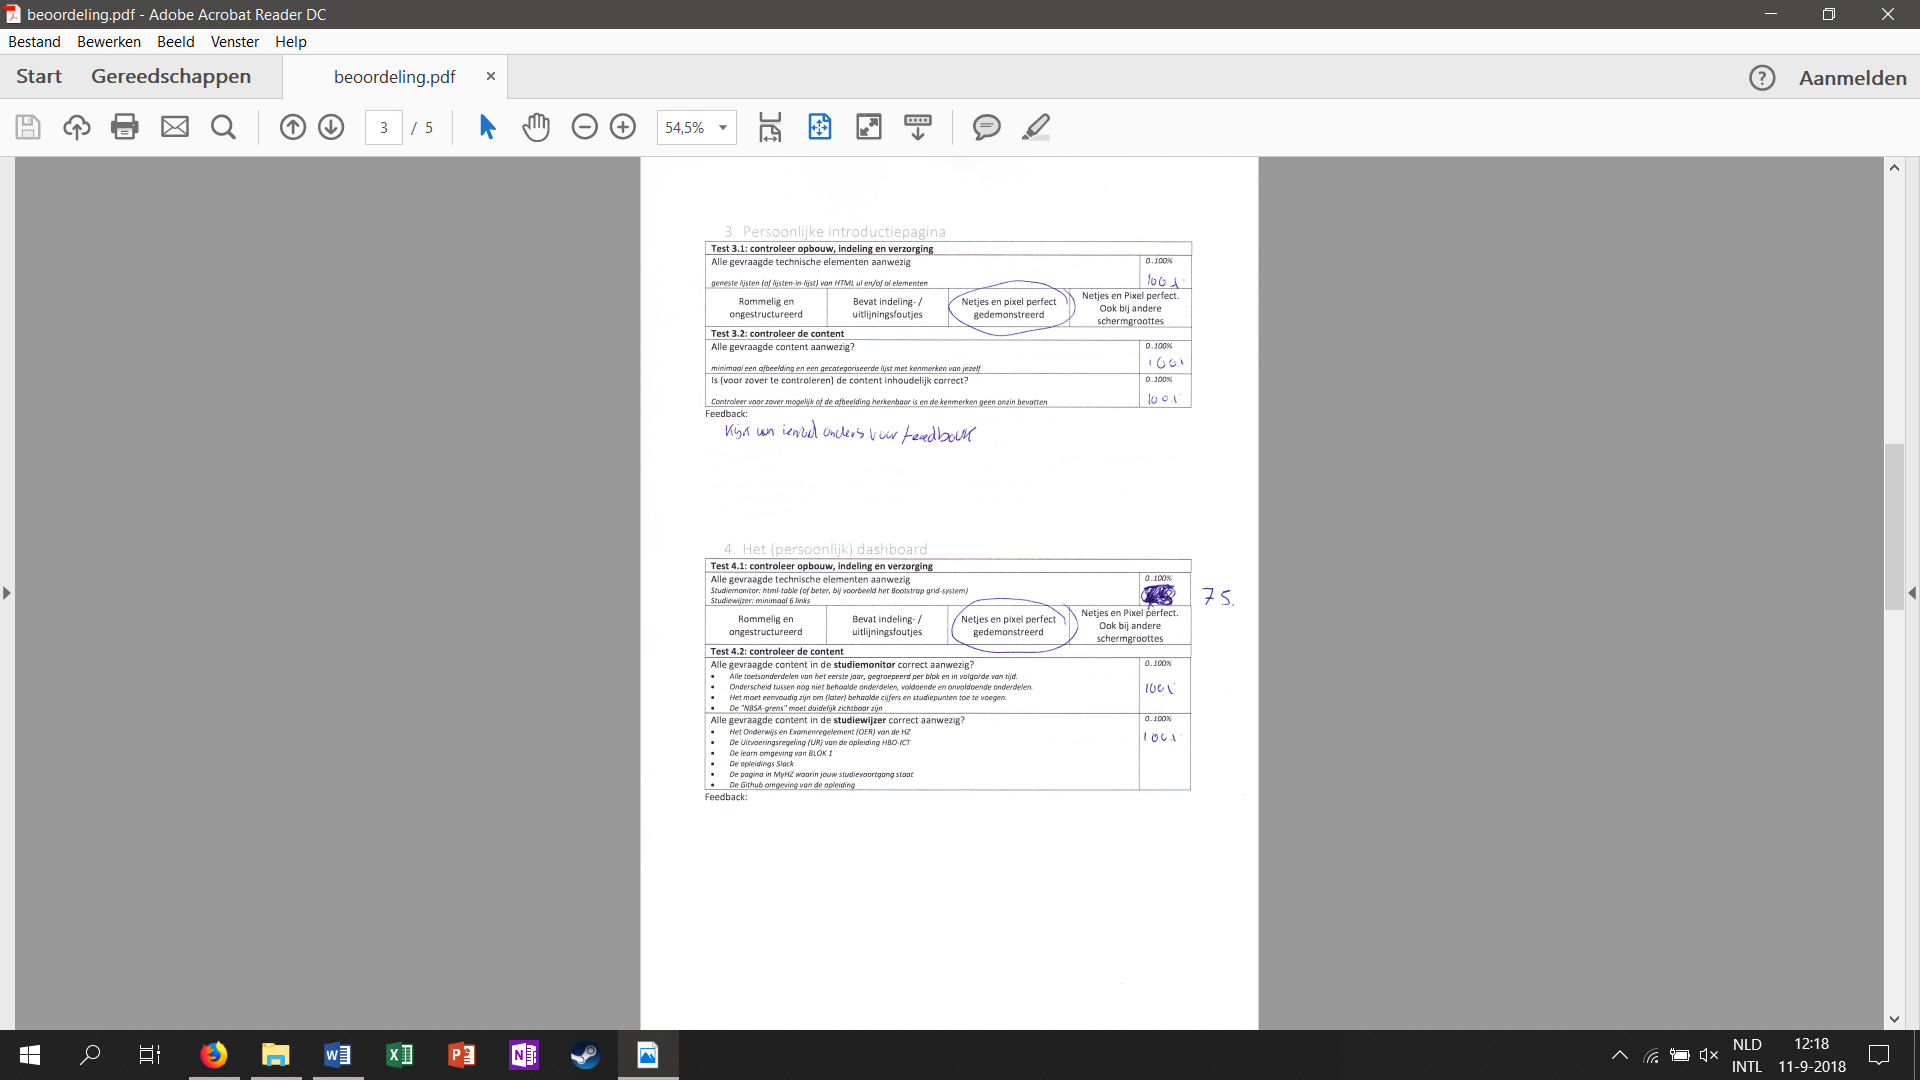 beoordeling.pdf - Adobe Acrobat Reader DC
Bestand Bewerken Beeld Venster Help
Start Gereedschappen beoordeling.pdf × Aanmelden
3 / 5 54,5%
3. Persoonlijke introductiepagina
Test 3.1: controleer opbouw, indeling en verzorging
Alle gevraagde technische elementen aanwezig 0..100%
geneste lijsten (of lijsten-in-lijst) van HTML ul en/of ol elementen 100%
Rommelig en ongestructureerd
Bevat indeling- / uitlijningsfoutjes
Netjes en pixel perfect gedemonstreerd
Netjes en Pixel perfect. Ook bij andere schermgroottes
Test 3.2: controleer de content
Alle gevraagde content aanwezig? 0..100%
minimaal een afbeelding en een gecategoriseerde lijst met kenmerken van jezelf 100%
Is (voor zover te controleren) de content inhoudelijk correct? 0..100%
Controleer voor zover mogelijk of de afbeelding herkenbaar is en de kenmerken geen onzin bevatten 100%
Feedback:
anders voor feedback
4. Het (persoonlijk) dashboard
Test 4.1: controleer opbouw, indeling en verzorging
Alle gevraagde technische elementen aanwezig 0..100%
Studiemonitor: html-table (of beter, bij voorbeeld het Bootstrap grid-system) 75.
Studiewijzer: minimaal 6 links
Rommelig en ongestructureerd
Bevat indeling- / uitlijningsfoutjes
Netjes en pixel perfect gedemonstreerd
Netjes en Pixel perfect. Ook bij andere schermgroottes
Test 4.2: controleer de content
Alle gevraagde content in de studiemonitor correct aanwezig? 0..100%
• Alle toetsonderdelen van het eerste jaar, gegroepeerd per blok en in volgorde van tijd.
• Onderscheid tussen nog niet behaalde onderdelen, voldoende en onvoldoende onderdelen. 100%
• Het moet eenvoudig zijn om (later) behaalde cijfers en studiepunten toe te voegen.
• De "NBSA-grens" moet duidelijk zichtbaar zijn
Alle gevraagde content in de studiewijzer correct aanwezig? 0..100%
• Het Onderwijs en Examenregelement (OER) van de HZ
• De Uitvoeringsregeling (UR) van de opleiding HBO-ICT 100%
• De learn omgeving van BLOK 1
• De opleidings Slack
• De pagina in MyHZ waarin jouw studievoortgang staat
• De Github omgeving van de opleiding
Feedback:
NLD 12:18
INTL 11-9-2018